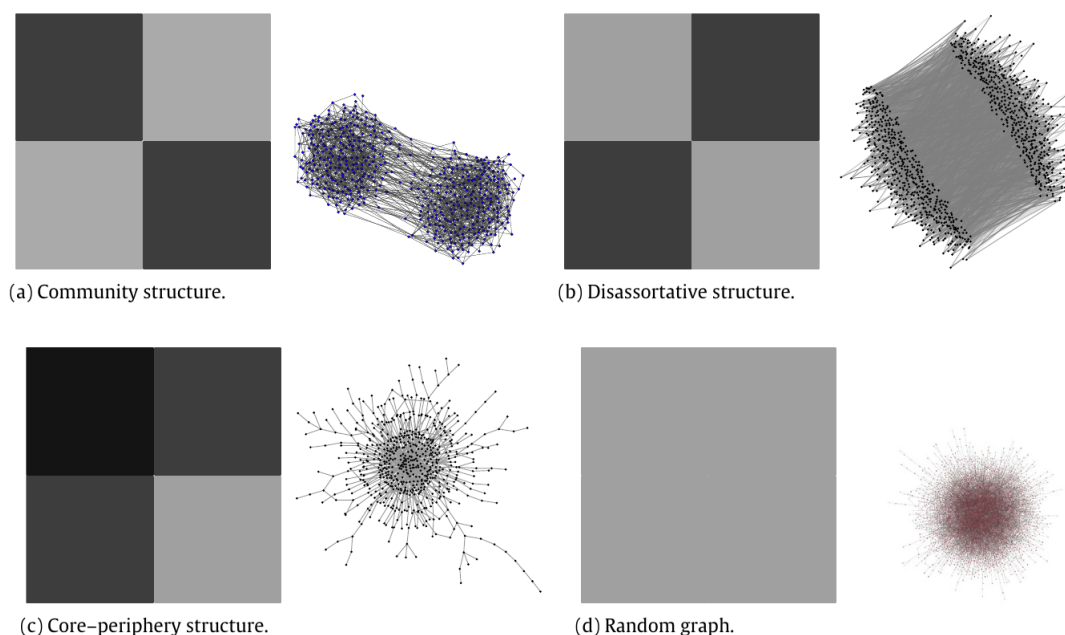 (a) Community structure.
(b) Disassortative structure.
(c) Core–periphery structure.
(d) Random graph.